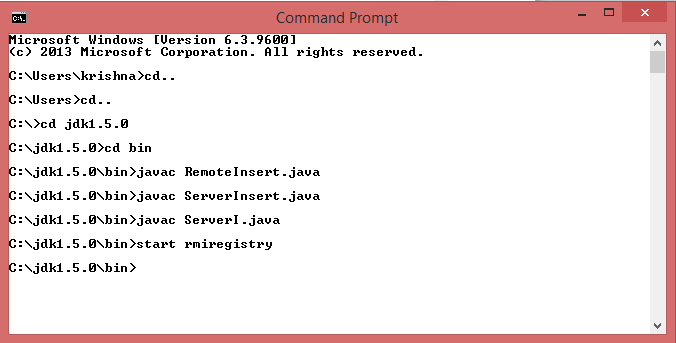 Command Prompt
Microsoft Windows [Version 6.3.9600]
(c) 2013 Microsoft Corporation. All rights reserved.
C:\Users\krishna>cd..
C:\Users>cd..
C:\>cd jdk1.5.0
C:\jdk1.5.0>cd bin
C:\jdk1.5.0\bin>javac RemoteInsert.java
C:\jdk1.5.0\bin>javac ServerInsert.java
C:\jdk1.5.0\bin>javac ServerI.java
C:\jdk1.5.0\bin>start rmiregistry
C:\jdk1.5.0\bin>